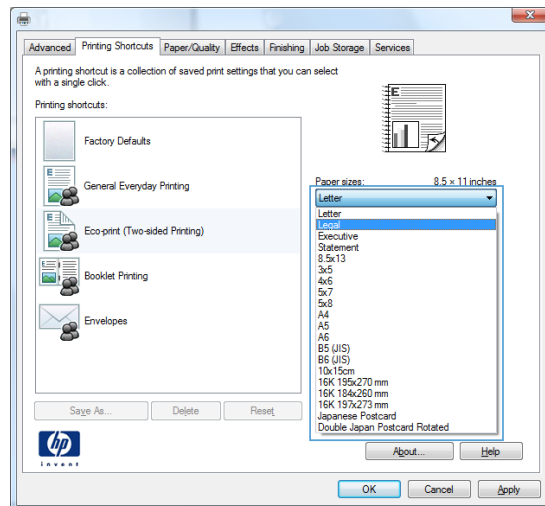 Advanced Printing Shortcuts Paper/Quality Effects Finishing Job Storage Services
A printing shortcut is a collection of saved print settings that you can select
with a single click.
Printing shortcuts:
Factory Defaults
General Everyday Printing
Eco-print (Two-sided Printing)
Booklet Printing
Envelopes
E
Paper sizes: 8.5 × 11 inches
Letter
Letter
Legal
Executive
Statement
8.5x13
3x5
4x6
5x7
5x8
A4
A5
A6
B5 (JIS)
B6 (JIS)
10x15cm
16K 195x270 mm
16K 184x260 mm
16K 197x273 mm
Japanese Postcard
Double Japan Postcard Rotated
Save As... Delete Reset
hp
invent
About... Help
OK Cancel Apply